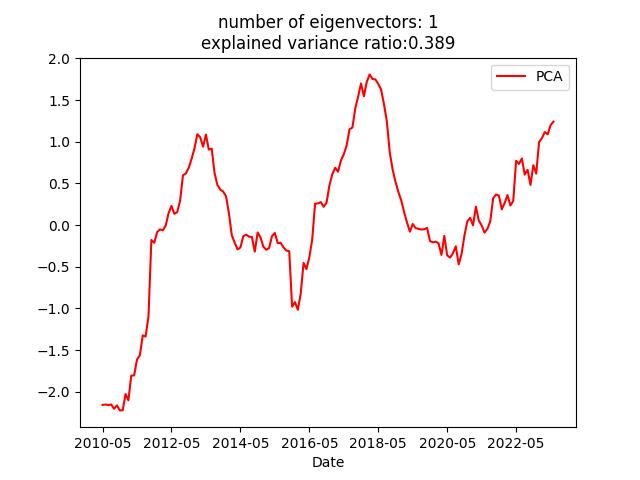 number of eigenvectors: 1
explained variance ratio:0.389
PCA
2.0
1.5
1.0
0.5
0.0
−0.5
−1.0
−1.5
−2.0
2010-05 2012-05 2014-05 2016-05 2018-05 2020-05 2022-05
Date